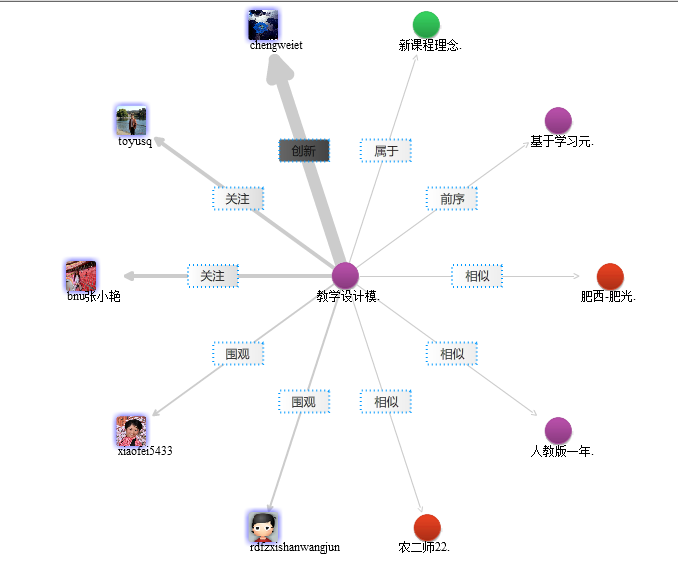 chengweiet
新课程理念.
toyusq
基于学习元.
创新
属于
关注
前序
关注
相似
bnu张小艳
教学设计模.
肥西-肥光.
围观
相似
围观
相似
xiaofei5433
人教版一年.
rdfzxishanwangjun
农二师22.